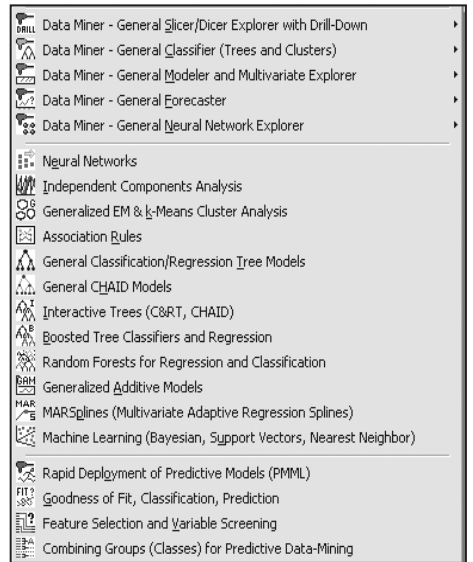 DRILL Data Miner - General Slicer/Dicer Explorer with Drill-Down
Data Miner - General Classifier (Trees and Clusters)
Data Miner - General Modeler and Multivariate Explorer
Data Miner - General Forecaster
Data Miner - General Neural Network Explorer
Neural Networks
Independent Components Analysis
Generalized EM & k-Means Cluster Analysis
Association Rules
General Classification/Regression Tree Models
General CHAID Models
Interactive Trees (C&RT, CHAID)
Boosted Tree Classifiers and Regression
Random Forests for Regression and Classification
GAM Generalized Additive Models
MAR S MARSplines (Multivariate Adaptive Regression Splines)
Machine Learning (Bayesian, Support Vectors, Nearest Neighbor)
Rapid Deployment of Predictive Models (PMML)
FIT? Goodness of Fit, Classification, Prediction
Feature Selection and Variable Screening
Combining Groups (Classes) for Predictive Data-Mining